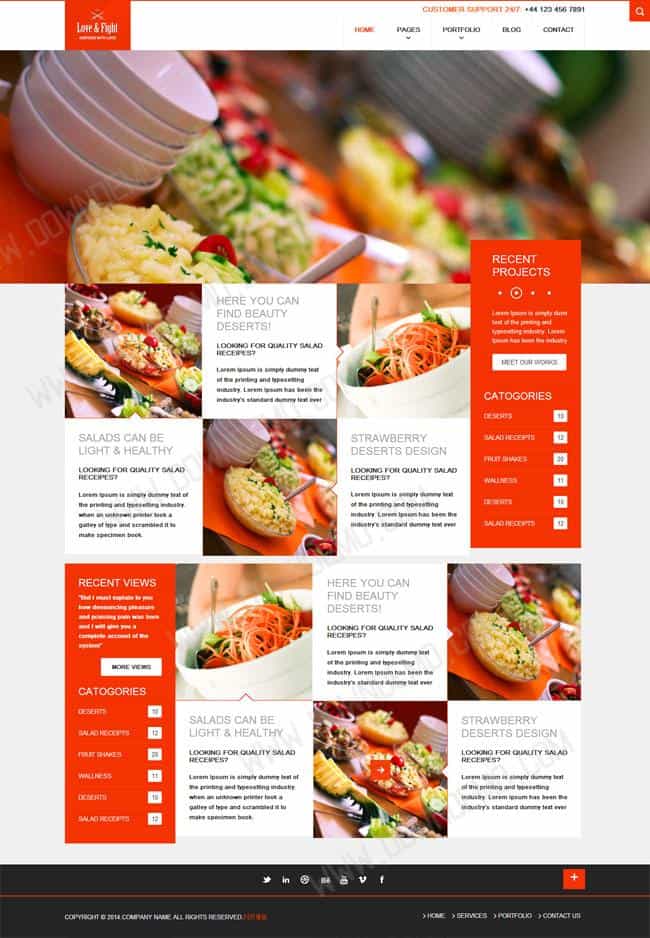 CUSTOMER SUPPORT 24/7: +44 123 456 7891
Love & Fight
INSPIRED WITH LOVE
HOME
PAGES
PORTFOLIO
BLOG
CONTACT
RECENT
PROJECTS
Lorem Ipsum is simply dum
text of the printing and
typesetting industry. Lorem
Ipsum has been the industry
MEET OUR WORKS
CATOGORIES
DESERTS 10
SALAD RECEIPTS 12
FRUIT SHAKES 20
WALLNESS 11
DESERTS 10
SALAD RECEIPTS 12
HERE YOU CAN
FIND BEAUTY
DESERTS!
LOOKING FOR QUALITY SALAD
RECEIPES?
Lorem Ipsum is simply dummy text
of the printing and typesetting
industry. Lorem Ipsum has been the
industry's standard dummy text ever
SALADS CAN BE
LIGHT & HEALTHY
LOOKING FOR QUALITY SALAD
RECEIPES?
Lorem Ipsum is simply dummy text of
the printing and typesetting industry.
when an unknown printer took a
galley of type and scrambled it to
make specimen book.
STRAWBERRY
DESERTS DESIGN
LOOKING FOR QUALITY SALAD
RECEIPES?
Lorem Ipsum is simply dummy text
of the printing and typesetting
industry. Lorem Ipsum has been the
industry's standard dummy text ever
RECENT VIEWS
"But I must explain to you
how denouncing pleasure
and praising pain was born
and I will give you a
complete account of the
system"
MORE VIEWS
CATOGORIES
DESERTS 10
SALAD RECEIPTS 12
FRUIT SHAKES 20
WALLNESS 11
DESERTS 10
SALAD RECEIPTS 12
HERE YOU CAN
FIND BEAUTY
DESERTS!
LOOKING FOR QUALITY SALAD
RECEIPES?
Lorem Ipsum is simply dummy text
of the printing and typesetting
industry. Lorem Ipsum has been the
industry's standard dummy text ever
SALADS CAN BE
LIGHT & HEALTHY
LOOKING FOR QUALITY SALAD
RECEIPES?
Lorem Ipsum is simply dummy text of
the printing and typesetting industry.
when an unknown printer took a
galley of type and scrambled it to
make specimen book.
STRAWBERRY
DESERTS DESIGN
LOOKING FOR QUALITY SALAD
RECEIPES?
Lorem Ipsum is simply dummy text
of the printing and typesetting
industry. Lorem Ipsum has been the
industry's standard dummy text ever
COPYRIGHT © 2014.COMPANY NAME ALL RIGHTS RESERVED.
HOME
SERVICES
PORTFOLIO
CONTACT US